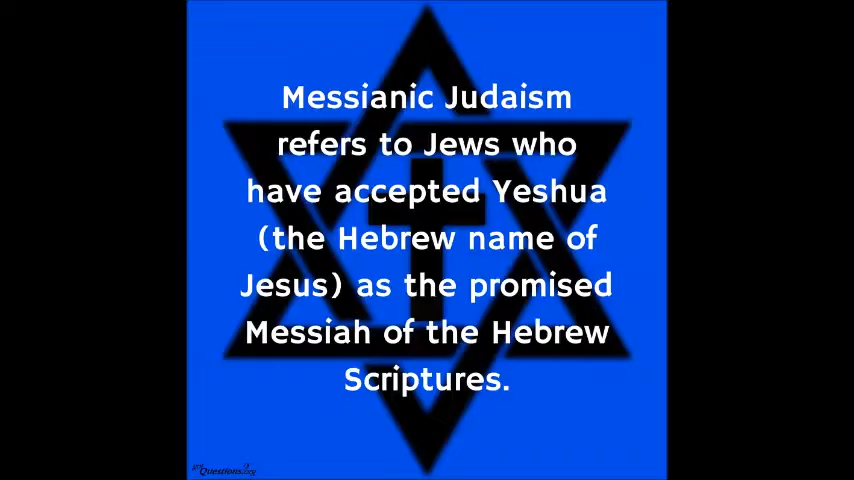 Messianic Judaism
refers to Jews who
have accepted Yeshua
(the Hebrew name of
Jesus) as the promised
Messiah of the Hebrew
Scriptures.